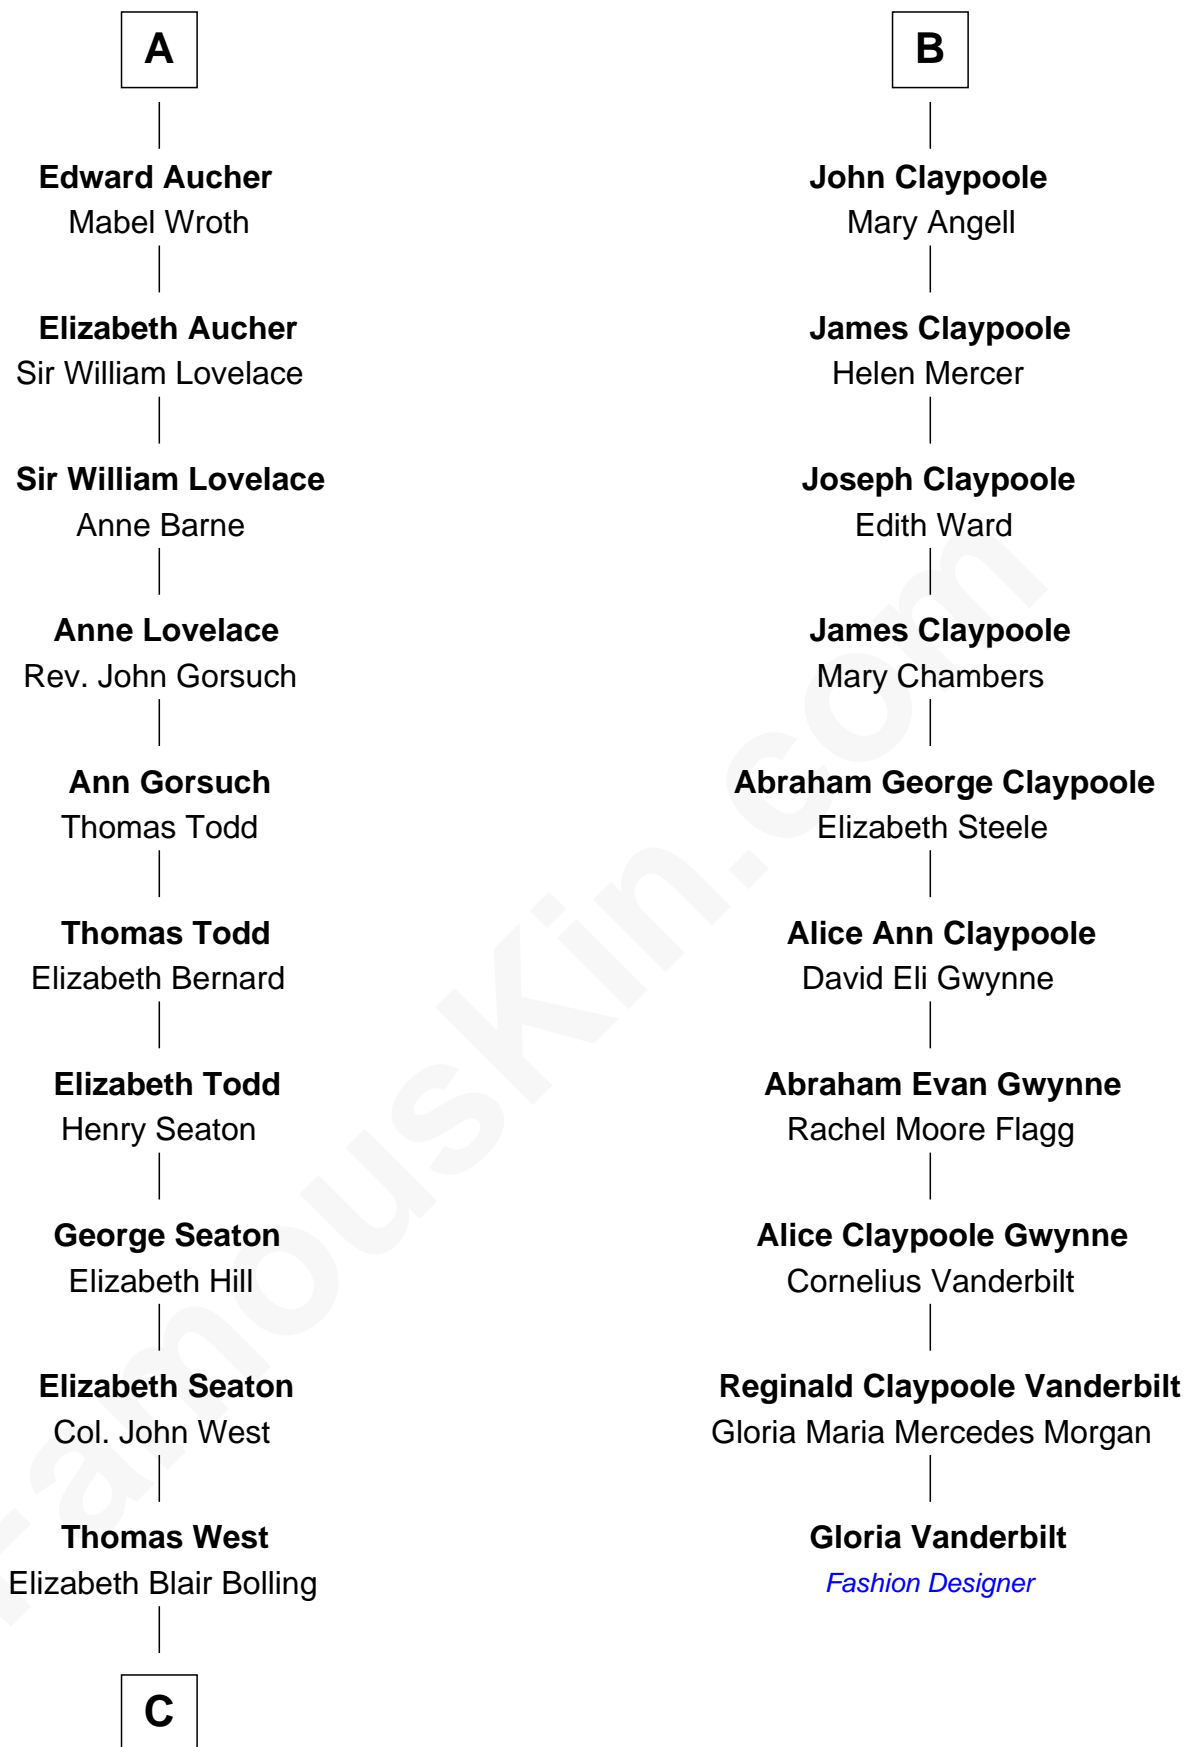 A
Edward Aucher
Mabel Wroth
Elizabeth Aucher
Sir William Lovelace
Sir William Lovelace
Anne Barne
Anne Lovelace
Rev. John Gorsuch
Ann Gorsuch
Thomas Todd
Thomas Todd
Elizabeth Bernard
Elizabeth Todd
Henry Seaton
George Seaton
Elizabeth Hill
Elizabeth Seaton
Col. John West
Thomas West
Elizabeth Blair Bolling
C
B
John Claypoole
Mary Angell
James Claypoole
Helen Mercer
Joseph Claypoole
Edith Ward
James Claypoole
Mary Chambers
Abraham George Claypoole
Elizabeth Steele
Alice Ann Claypoole
David Eli Gwynne
Abraham Evan Gwynne
Rachel Moore Flagg
Alice Claypoole Gwynne
Cornelius Vanderbilt
Reginald Claypoole Vanderbilt
Gloria Maria Mercedes Morgan
Gloria Vanderbilt
Fashion Designer
FamousKin.com